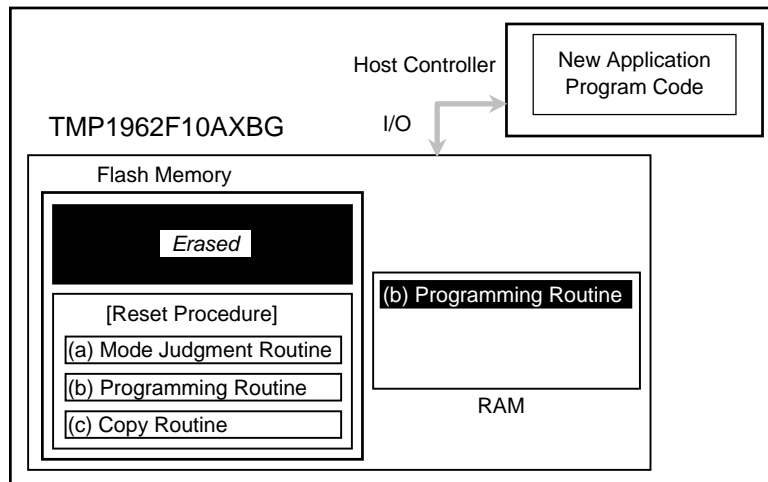 Host Controller
New Application
Program Code
TMP1962F10AXBG
I/O
Flash Memory
Erased
[Reset Procedure]
(a) Mode Judgment Routine
(b) Programming Routine
(c) Copy Routine
(b) Programming Routine
RAM